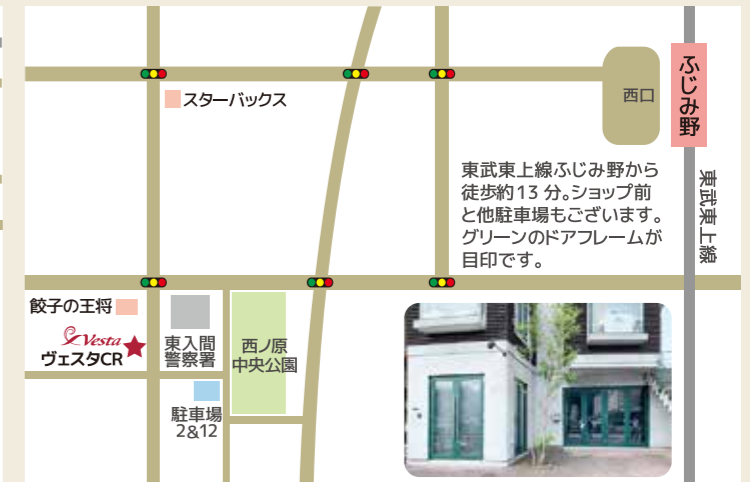 スターバックス
西口
ふじみ野
東武東上線ふじみ野から
徒歩約13 分。ショップ前
と他駐車場もございます。
グリーンのドアフレームが
目印です。
東武東上線
餃子の王将
Vesta
ヴェスタCR
東入間
警察署
西ノ原
中央公園
駐車場
2&12